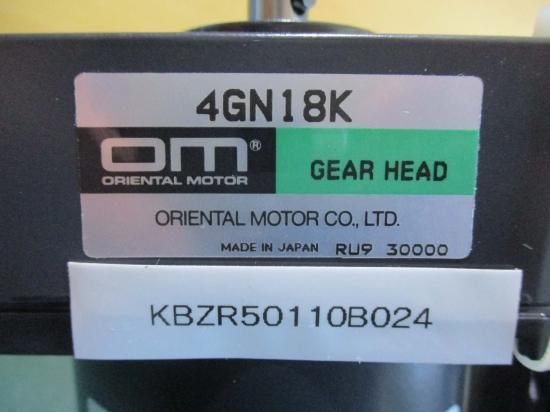 4GN18K
OM®
ORIENTAL MOTOR
GEAR HEAD
ORIENTAL MOTOR CO., LTD.
MADE IN JAPAN RU9 30000
KBZR50110B024